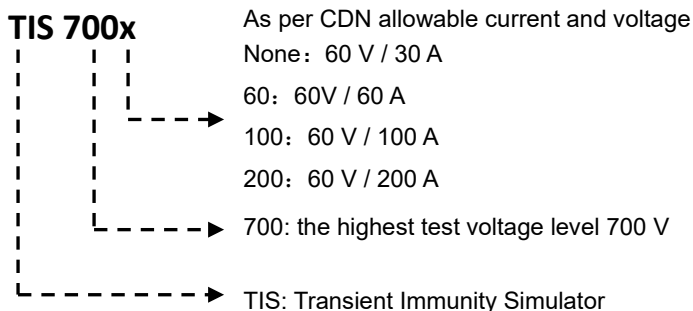 TIS 700x
As per CDN allowable current and voltage
None：60 V / 30 A
60：60V / 60 A
100：60 V / 100 A
200：60 V / 200 A
700: the highest test voltage level 700 V
TIS: Transient Immunity Simulator